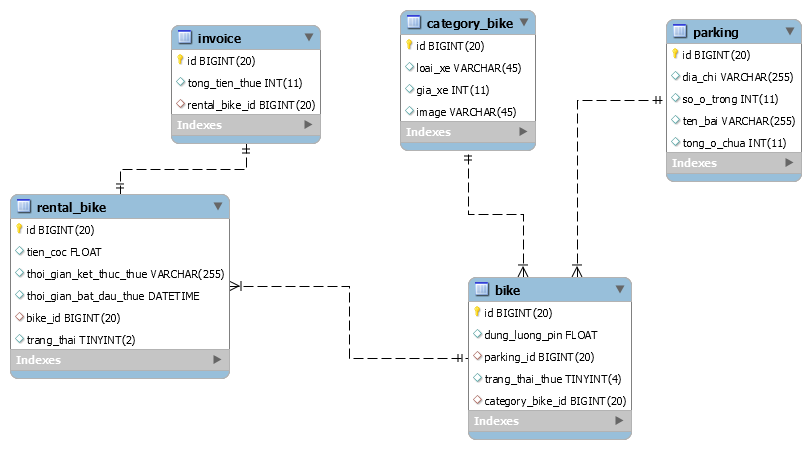 invoice
id BIGINT(20)
tong_tien_thue INT(11)
rental_bike_id BIGINT(20)
Indexes
category_bike
id BIGINT(20)
loai_xe VARCHAR(45)
gia_xe INT(11)
image VARCHAR(45)
Indexes
parking
id BIGINT(20)
dia_chi VARCHAR(255)
so_o_trong INT(11)
ten_bai VARCHAR(255)
tong_o_chua INT(11)
Indexes
rental_bike
id BIGINT(20)
tien_coc FLOAT
thoi_gian_ket_thuc_thue VARCHAR(255)
thoi_gian_bat_dau_thue DATETIME
bike_id BIGINT(20)
trang_thai TINYINT(2)
Indexes
bike
id BIGINT(20)
dung_luong_pin FLOAT
parking_id BIGINT(20)
trang_thai_thue TINYINT(4)
category_bike_id BIGINT(20)
Indexes